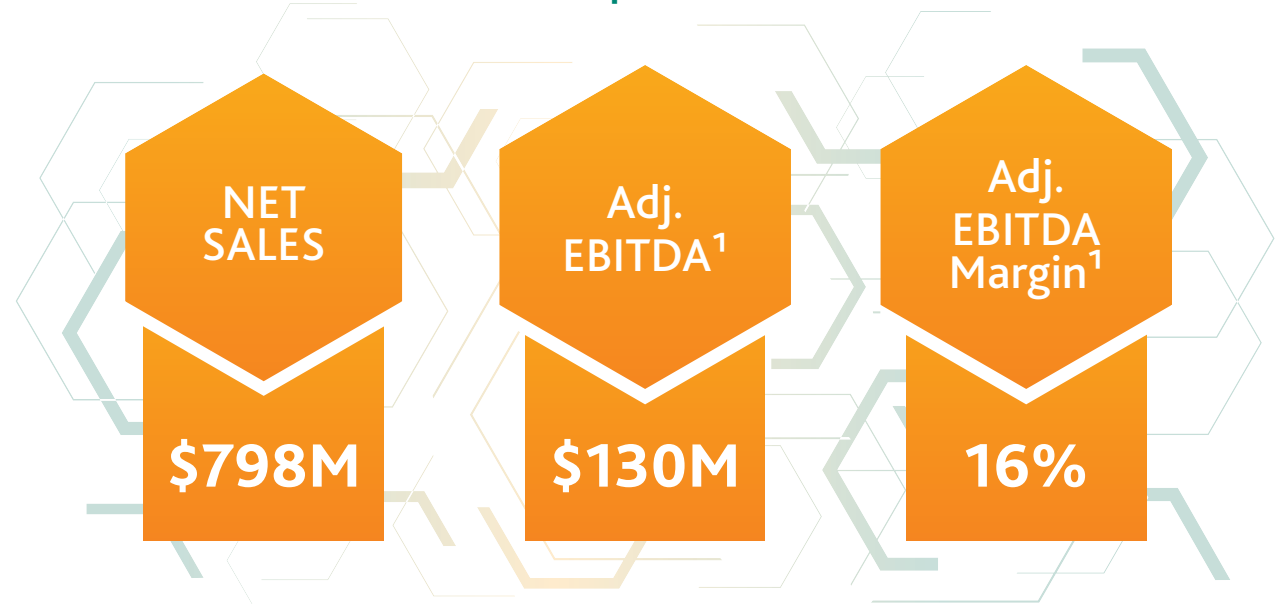 NET
SALES
$798M
Adj.
EBITDA¹
$130M
Adj.
EBITDA
Margin¹
16%